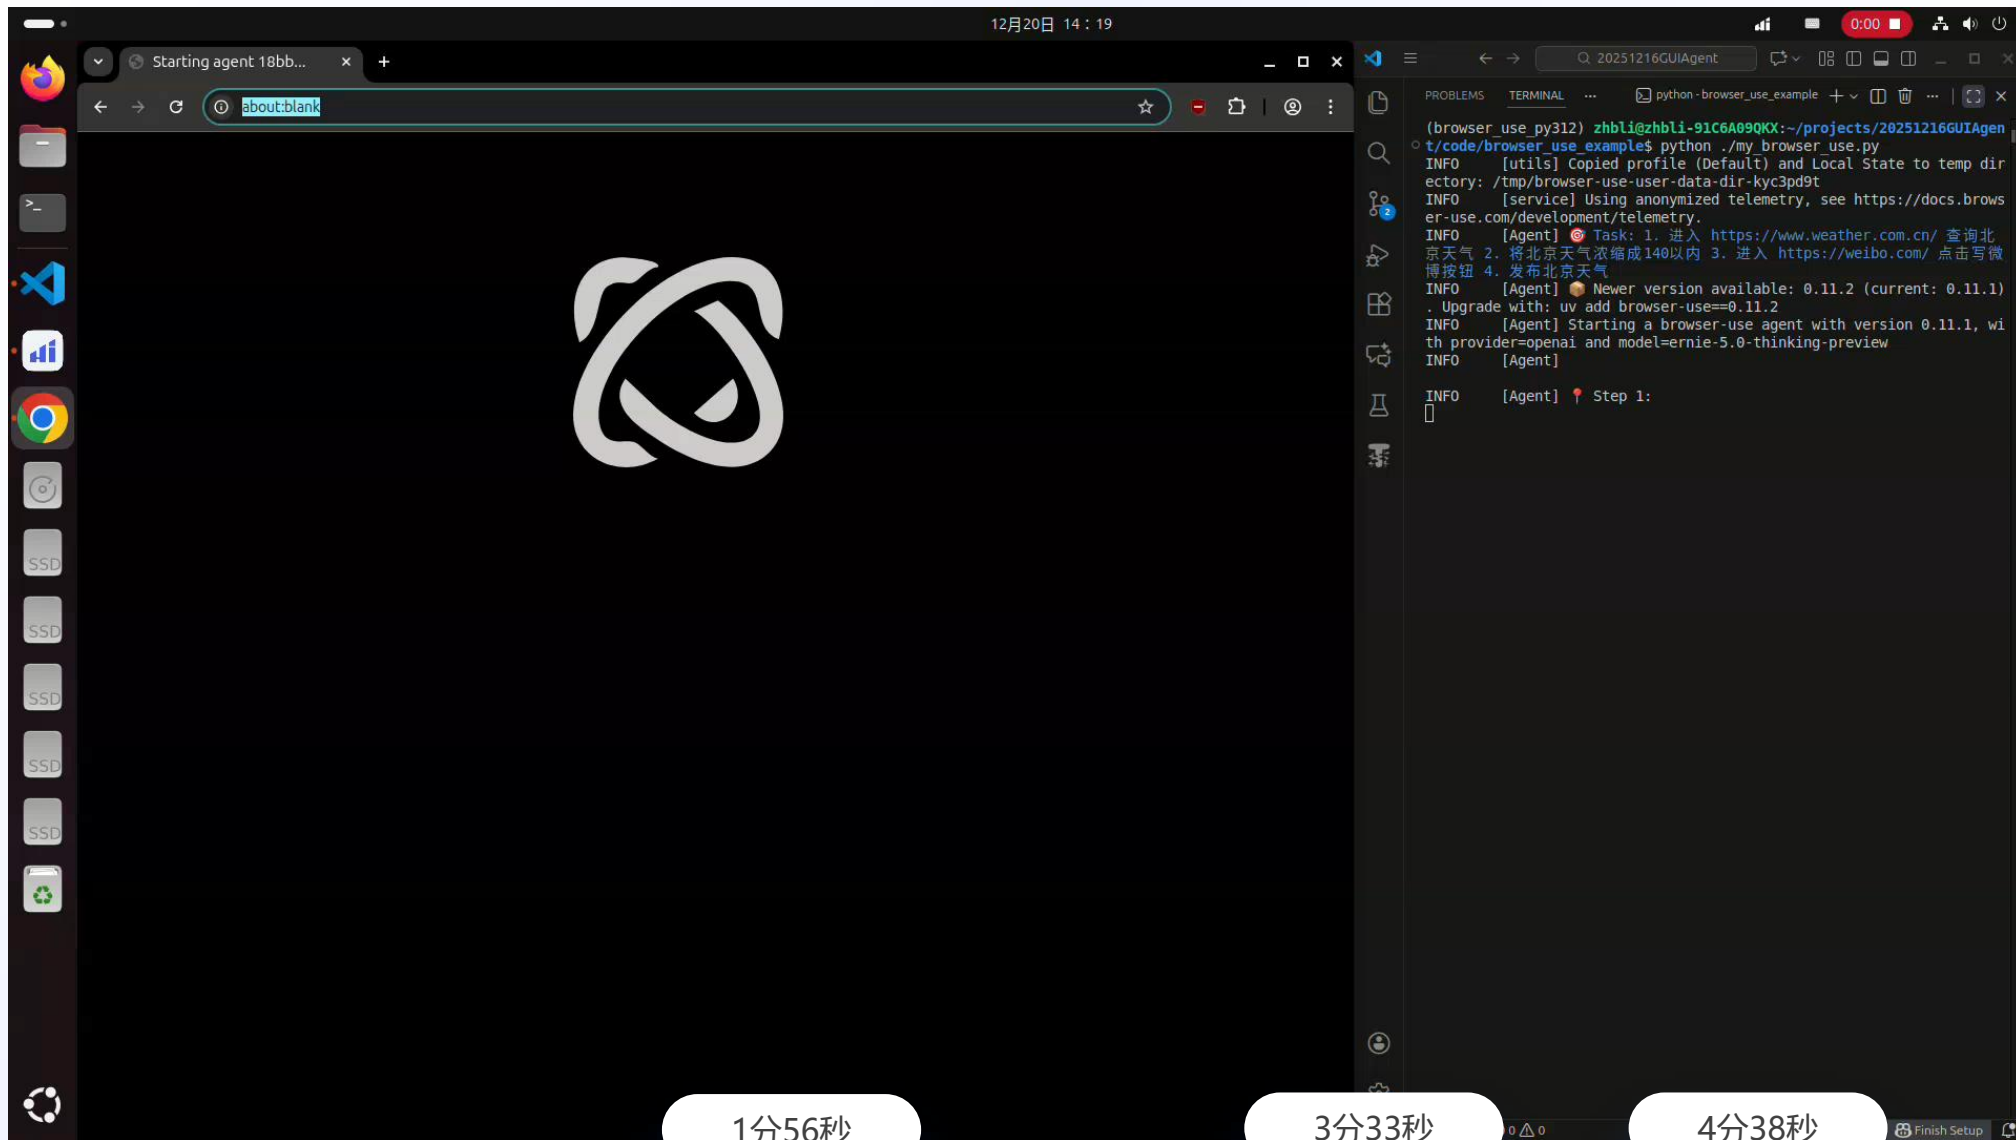 12月20日 14：19
0:00
Starting agent 18bb...
about:blank
20251216GUIAgent
PROBLEMS TERMINAL ... python - browser_use_example
(browser_use_py312) zhbli@zhbli-91C6A09QKX:~/projects/20251216GUIAgen
t/code/browser_use_example$ python ./my_browser_use.py
INFO [utils] Copied profile (Default) and Local State to temp dir
ectory: /tmp/browser-use-user-data-dir-kyc3pd9t
INFO [service] Using anonymized telemetry, see https://docs.brows
er-use.com/development/telemetry.
INFO [Agent] 🎯 Task: 1. 进入 https://www.weather.com.cn/ 查询北
京天气 2. 将北京天气浓缩成140以内 3. 进入 https://weibo.com/ 点击写微
博按钮 4. 发布北京天气
INFO [Agent] 📦 Newer version available: 0.11.2 (current: 0.11.1)
. Upgrade with: uv add browser-use==0.11.2
INFO [Agent] Starting a browser-use agent with version 0.11.1, wi
th provider=openai and model=ernie-5.0-thinking-preview
INFO [Agent]
INFO [Agent] 📍 Step 1:
>_
2
SSD
SSD
SSD
SSD
SSD
1分56秒
3分33秒
0 0
4分38秒
Finish Setup